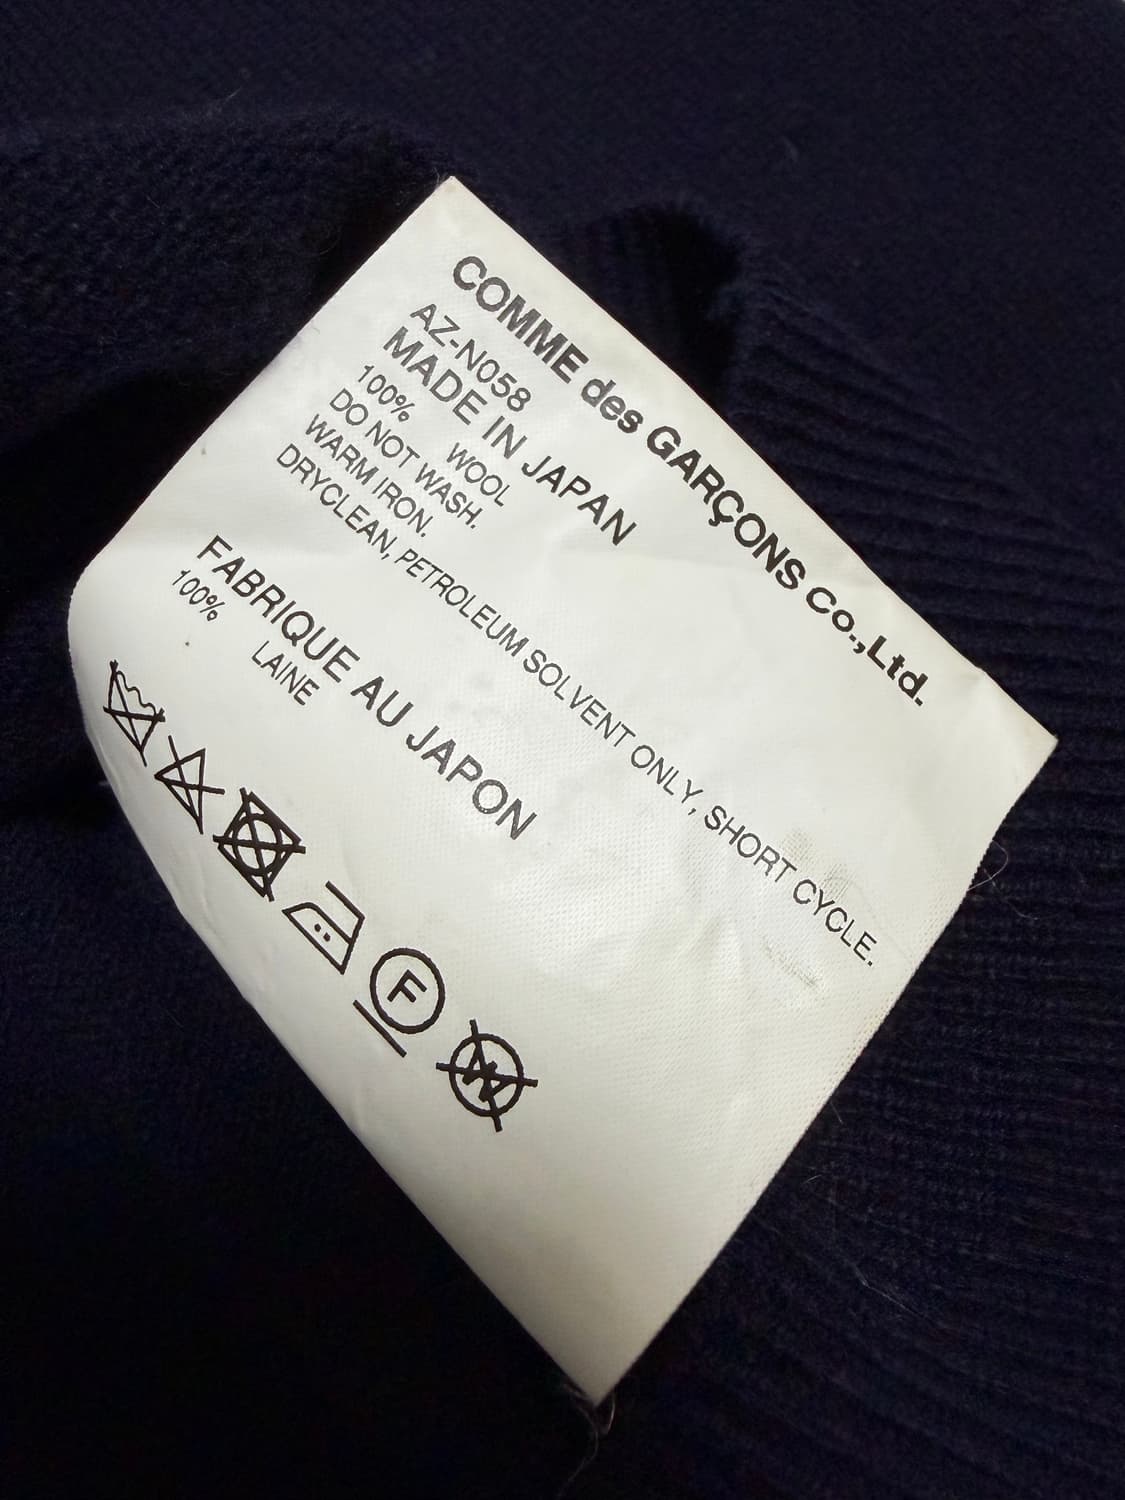 COMME des GARÇONS Co.,Ltd.
AZ-N058
MADE IN JAPAN
100% WOOL
DO NOT WASH.
WARM IRON.
DRYCLEAN, PETROLEUM SOLVENT ONLY, SHORT CYCLE.
FABRIQUE AU JAPON
100% LAINE
F
W